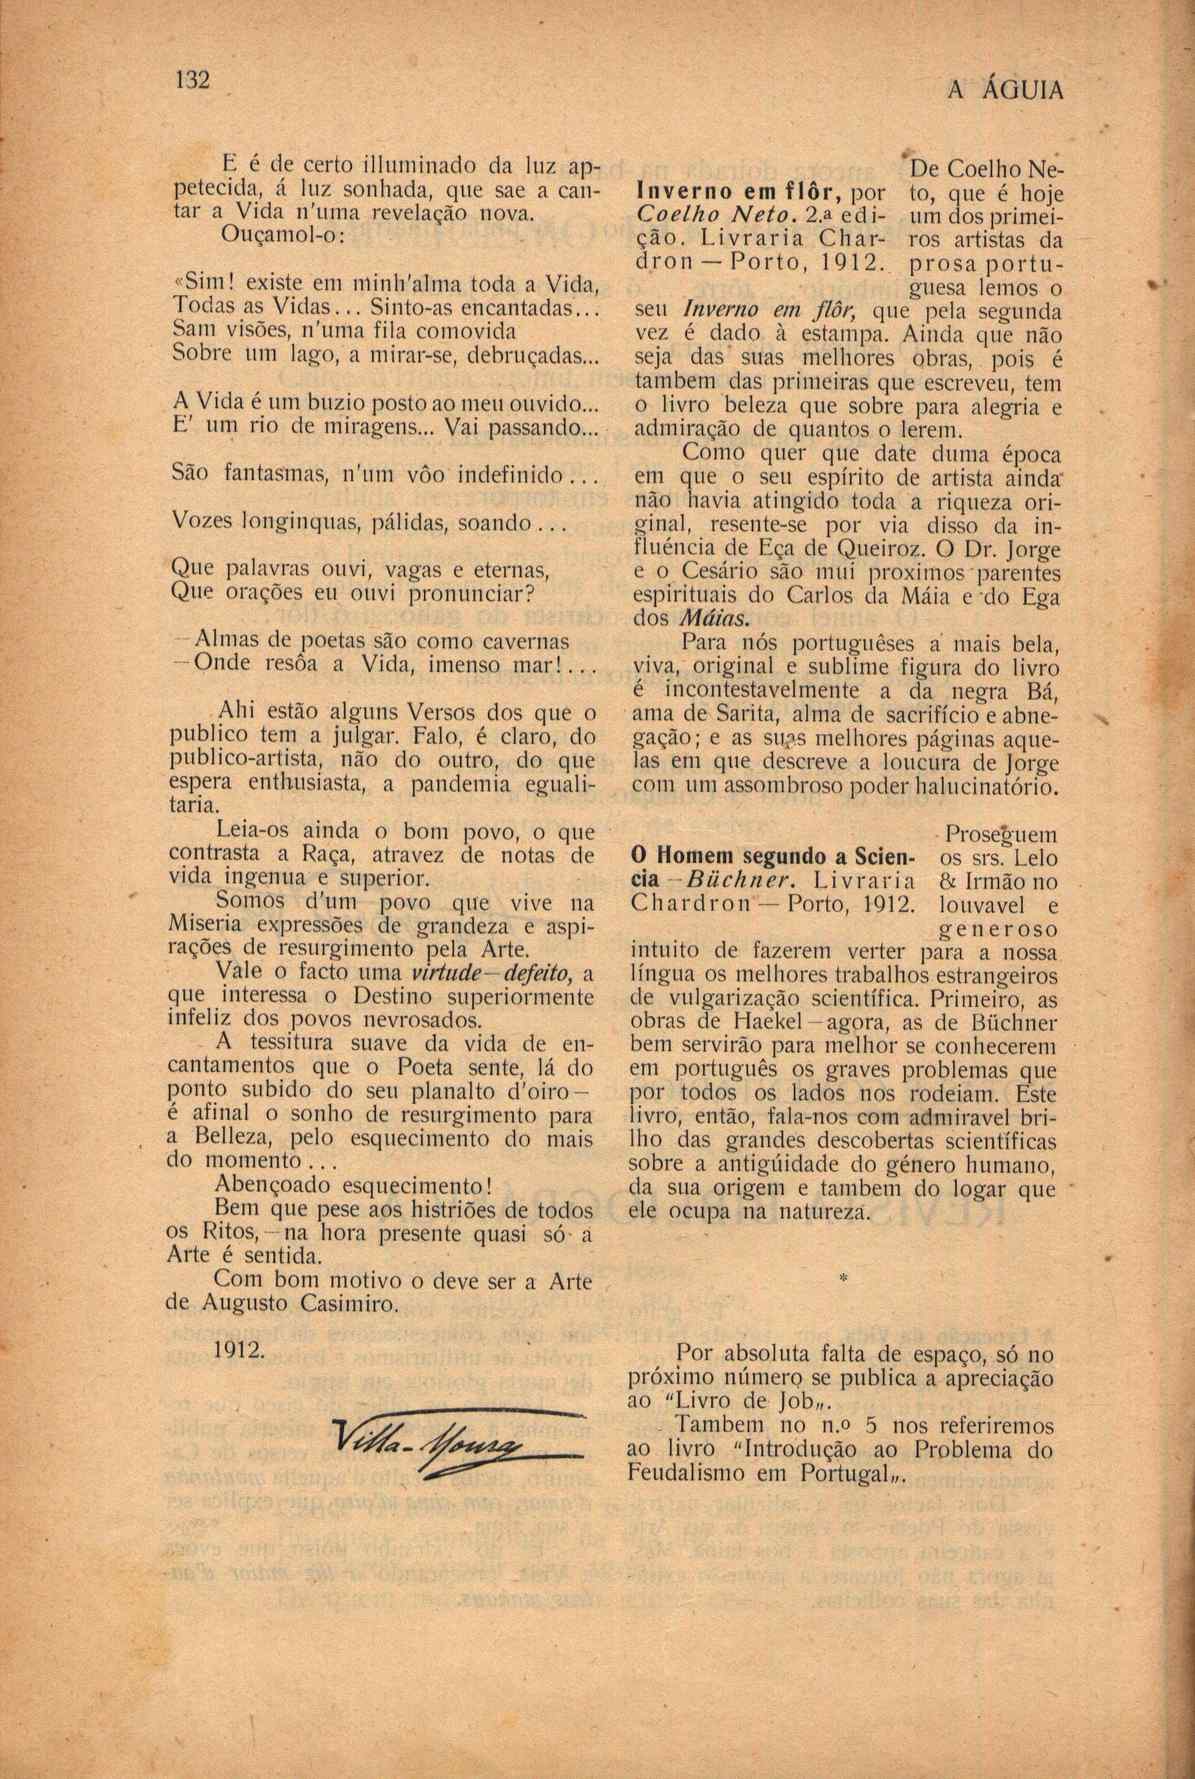 132
A ÁGUIA
E é de certo illuminado da luz ap-
petecida, á luz sonhada, que sae a can-
tar a Vida n'uma revelação nova.
Ouçamol-o:
«Sim! existe em minh'alma toda a Vida,
Todas as Vidas... Sinto-as encantadas...
Sam visões, n'uma fila comovida
Sobre um lago, a mirar-se, debruçadas...
A Vida é um buzio posto ao meu ouvido...
E' um rio de miragens... Vai passando...
São fantasmas, n'um vôo indefinido...
Vozes longinquas, pálidas, soando...
Que palavras ouvi, vagas e eternas,
Que orações eu ouvi pronunciar?
—Almas de poetas são como cavernas
—Onde resôa a Vida, imenso mar!...
Ahi estão alguns Versos dos que o
publico tem a julgar. Falo, é claro, do
publico-artista, não do outro, do que
espera enthusiasta, a pandemia eguali-
taria.
Leia-os ainda o bom povo, o que
contrasta a Raça, atravez de notas de
vida ingenua e superior.
Somos d'um povo que vive na
Miseria expressões de grandeza e aspi-
rações de resurgimento pela Arte.
Vale o facto uma virtude—defeito, a
que interessa o Destino superiormente
infeliz dos povos nevrosados.
A tessitura suave da vida de en-
cantamentos que o Poeta sente, lá do
ponto subido do seu planalto d'oiro—
é afinal o sonho de resurgimento para
a Belleza, pelo esquecimento do mais
do momento...
Abençoado esquecimento!
Bem que pese aos histriões de todos
os Ritos,—na hora presente quasi só a
Arte é sentida.
Com bom motivo o deve ser a Arte
de Augusto Casimiro.
1912.
Villa-Moura
Inverno em flôr, por
Coelho Neto. 2.ª edi-
ção. Livraria Char-
dron — Porto, 1912.
De Coelho Ne-
to, que é hoje
um dos primei-
ros artistas da
prosa portu-
guesa lemos o
seu Inverno em flôr, que pela segunda
vez é dado à estampa. Ainda que não
seja das suas melhores obras, pois é
tambem das primeiras que escreveu, tem
o livro beleza que sobre para alegria e
admiração de quantos o lerem.
Como quer que date duma época
em que o seu espírito de artista ainda
não havia atingido toda a riqueza ori-
ginal, resente-se por via disso da in-
fluéncia de Eça de Queiroz. O Dr. Jorge
e o Cesário são mui proximos parentes
espirituais do Carlos da Máia e do Ega
dos Máias.
Para nós portuguêses a mais bela,
viva, original e sublime figura do livro
é incontestavelmente a da negra Bá,
ama de Sarita, alma de sacrifício e abne-
gação; e as suas melhores páginas aque-
las em que descreve a loucura de Jorge
com um assombroso poder halucinatório.
O Homem segundo a Scien-
cia—Büchner. Livraria
Chardron — Porto, 1912.
Proseguem
os srs. Lelo
& Irmão no
louvavel e
generoso
intuito de fazerem verter para a nossa
língua os melhores trabalhos estrangeiros
de vulgarização scientífica. Primeiro, as
obras de Haekel—agora, as de Büchner
bem servirão para melhor se conhecerem
em português os graves problemas que
por todos os lados nos rodeiam. Este
livro, então, fala-nos com admiravel bri-
lho das grandes descobertas scientíficas
sobre a antigúidade do género humano,
da sua origem e tambem do logar que
ele ocupa na natureza.
*
Por absoluta falta de espaço, só no
próximo número se publica a apreciação
ao "Livro de Job„.
Tambem no n.º 5 nos referiremos
ao livro "Introdução ao Problema do
Feudalismo em Portugal„.